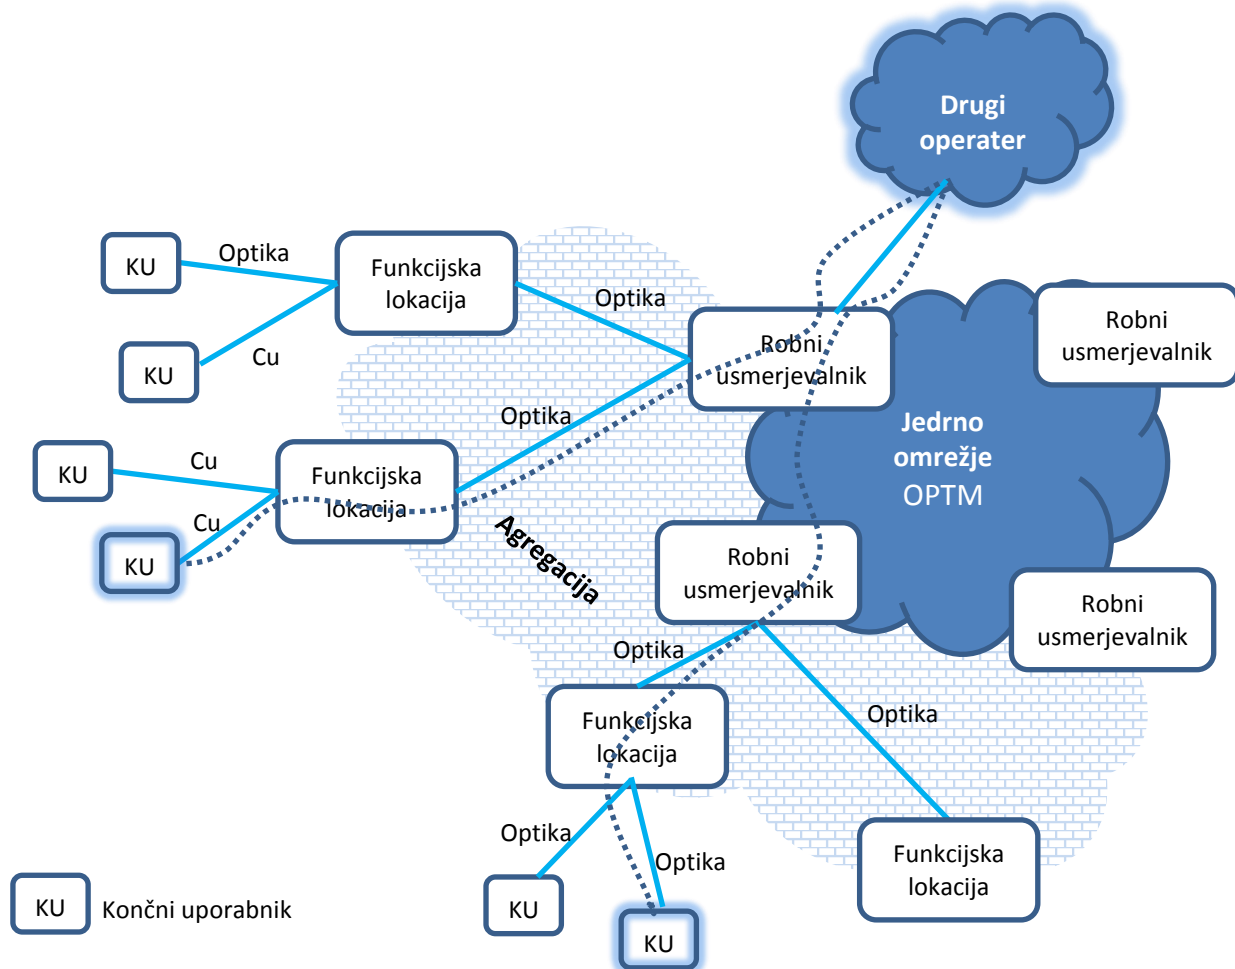 Drugi
operater
KU
Optika
Funkcijska
lokacija
Optika
Robni
usmerjevalnik
Robni
usmerjevalnik
KU
Cu
Optika
Jedrno
omrežje
OPTM
KU
Cu
Funkcijska
lokacija
Cu
KU
Agregacija
Robni
usmerjevalnik
Robni
usmerjevalnik
Optika
Funkcijska
lokacija
Optika
Optika
Optika
Funkcijska
lokacija
KU
KU
KU
Končni uporabnik